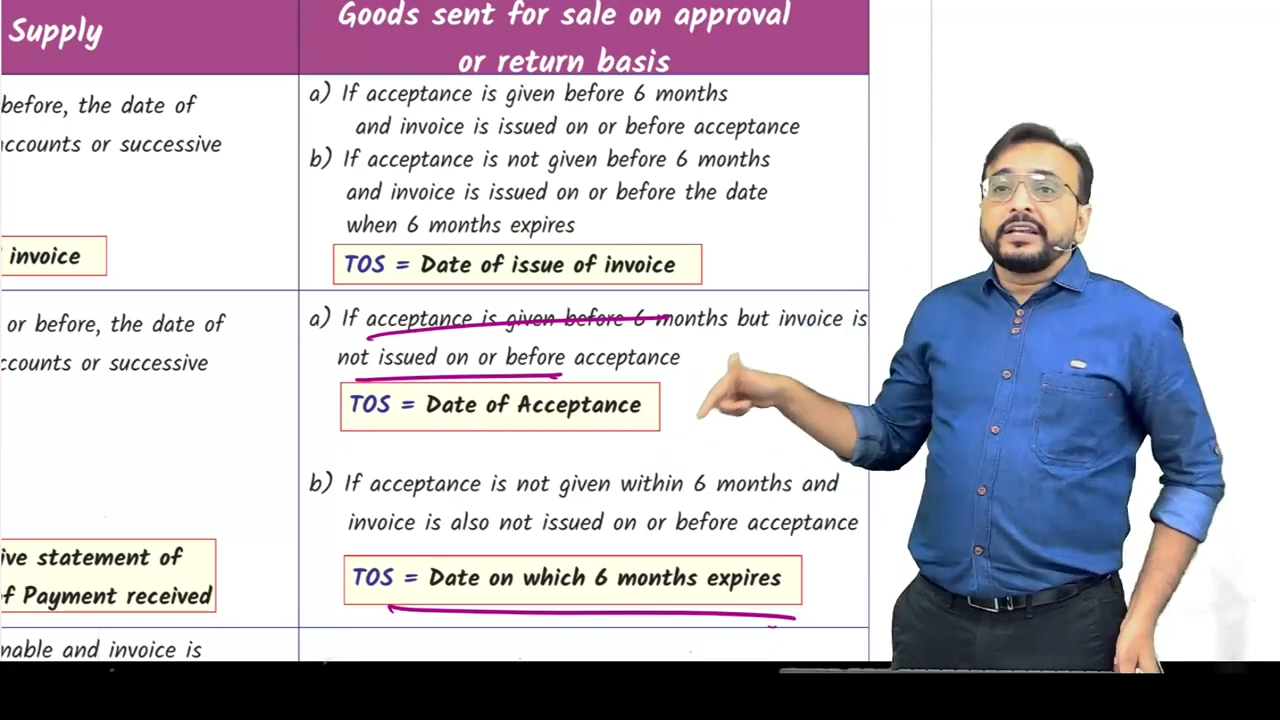 Supply
before, the date of
accounts or successive
invoice
or before, the date of
ccounts or successive
ive statement of
of Payment received
nable and invoice is
Goods sent for sale on approval
or return basis
a) If acceptance is given before 6 months
and invoice is issued on or before acceptance
b) If acceptance is not given before 6 months
and invoice is issued on or before the date
when 6 months expires
TOS = Date of issue of invoice
a) If acceptance is given before 6 months but invoice is
not issued on or before acceptance
TOS = Date of Acceptance
b) If acceptance is not given within 6 months and
invoice is also not issued on or before acceptance
TOS = Date on which 6 months expires